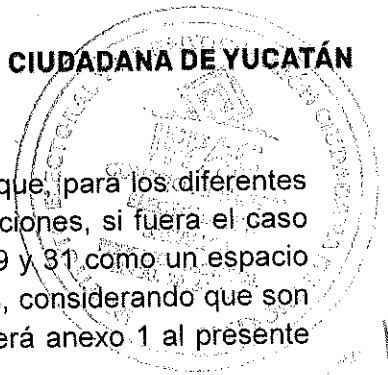 CIUDADANA DE YUCATÁN
que, para los diferentes
ciones, si fuera el caso
9 y 31 como un espacio
, considerando que son
erá anexo 1 al presente